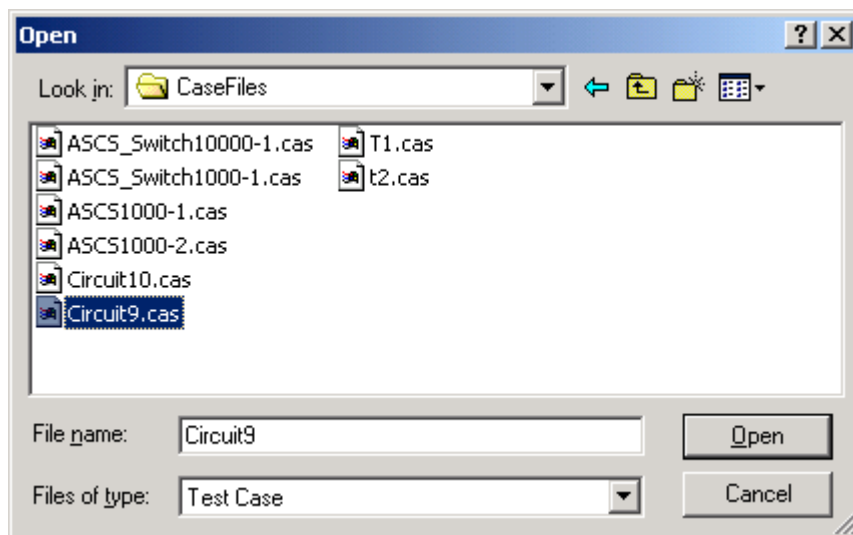 Open
Look in: CaseFiles
ASCS_Switch10000-1.cas
ASCS_Switch1000-1.cas
ASCS1000-1.cas
ASCS1000-2.cas
Circuit10.cas
Circuit9.cas
T1.cas
t2.cas
File name: Circuit9
Open
Files of type: Test Case
Cancel